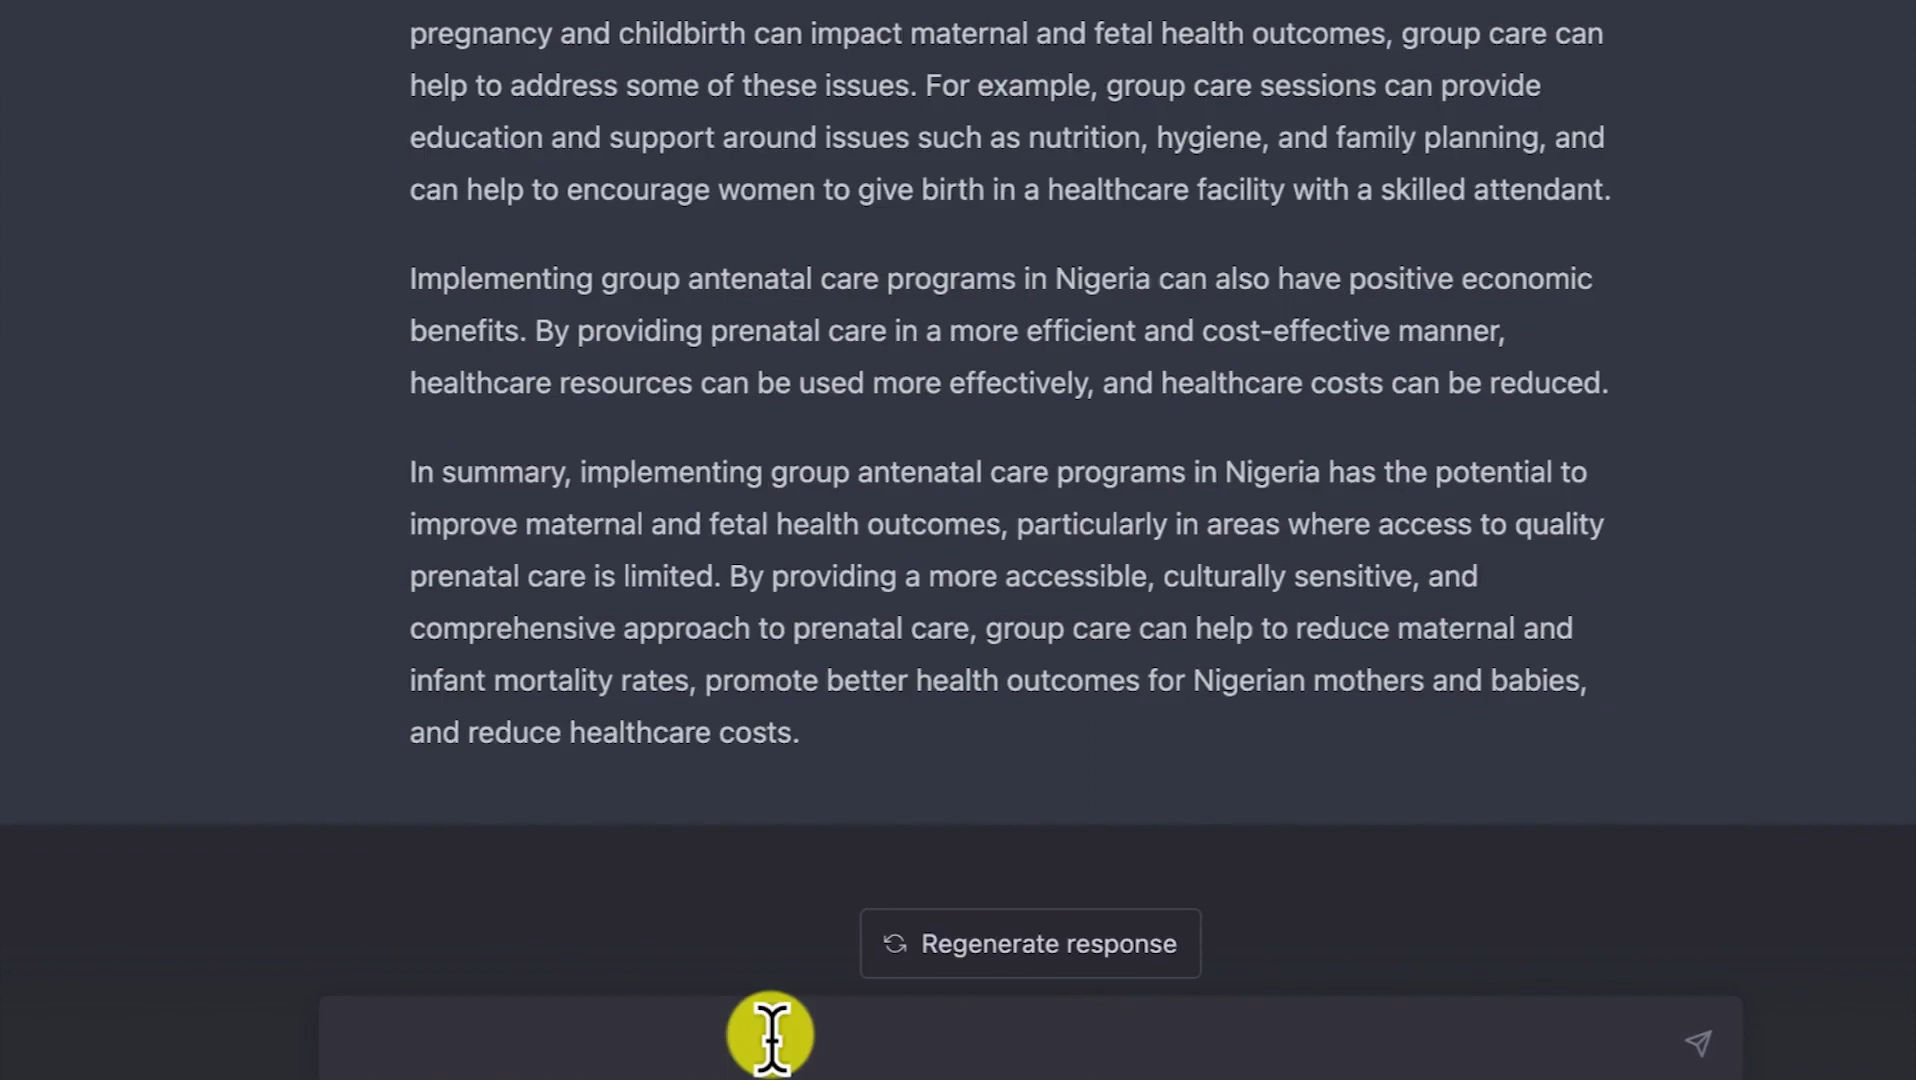 pregnancy and childbirth can impact maternal and fetal health outcomes, group care can
help to address some of these issues. For example, group care sessions can provide
education and support around issues such as nutrition, hygiene, and family planning, and
can help to encourage women to give birth in a healthcare facility with a skilled attendant.
Implementing group antenatal care programs in Nigeria can also have positive economic
benefits. By providing prenatal care in a more efficient and cost-effective manner,
healthcare resources can be used more effectively, and healthcare costs can be reduced.
In summary, implementing group antenatal care programs in Nigeria has the potential to
improve maternal and fetal health outcomes, particularly in areas where access to quality
prenatal care is limited. By providing a more accessible, culturally sensitive, and
comprehensive approach to prenatal care, group care can help to reduce maternal and
infant mortality rates, promote better health outcomes for Nigerian mothers and babies,
and reduce healthcare costs.
Regenerate response